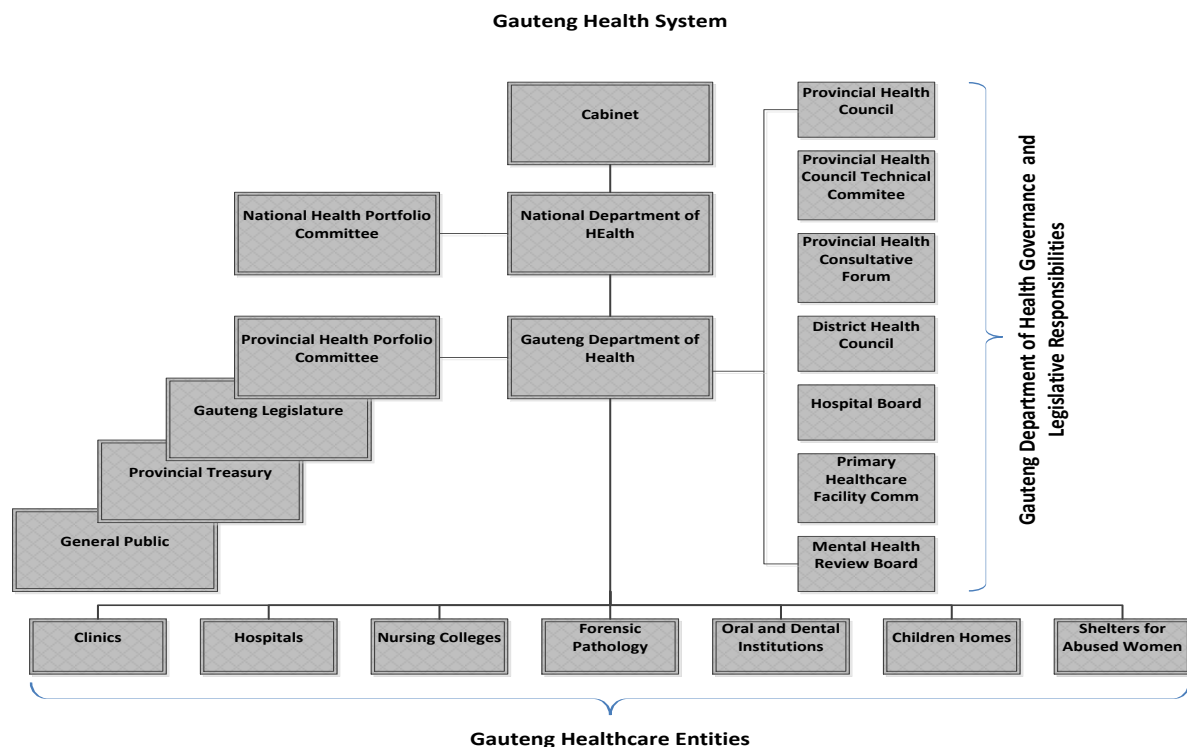 Gauteng Health System
Cabinet
National Health Portfolio
Committee
National Department of
HEalth
Provincial Health Porfolio
Committee
Gauteng Department of
Health
Gauteng Legislature
Provincial Treasury
General Public
Provincial Health
Council
Provincial Health
Council Technical
Commitee
Provincial Health
Consultative
Forum
District Health
Council
Hospital Board
Primary
Healthcare
Facility Comm
Mental Health
Review Board
Gauteng Department of Health Governance and
Legislative Responsibilities
Clinics
Hospitals
Nursing Colleges
Forensic
Pathology
Oral and Dental
Institutions
Children Homes
Shelters for
Abused Women
Gauteng Healthcare Entities